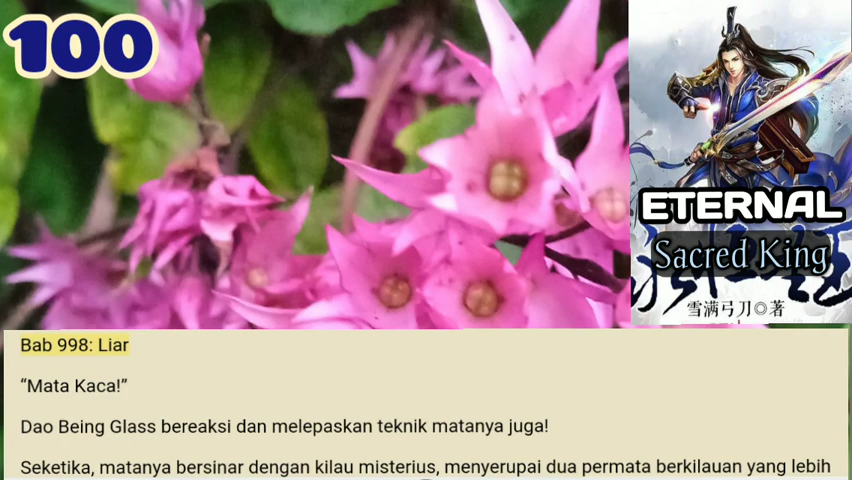 100
ETERNAL
Sacred King
雪满弓刀◎著
Bab 998: Liar
“Mata Kaca!”
Dao Being Glass bereaksi dan melepaskan teknik matanya juga!
Seketika, matanya bersinar dengan kilau misterius, menyerupai dua permata berkilauan yang lebih